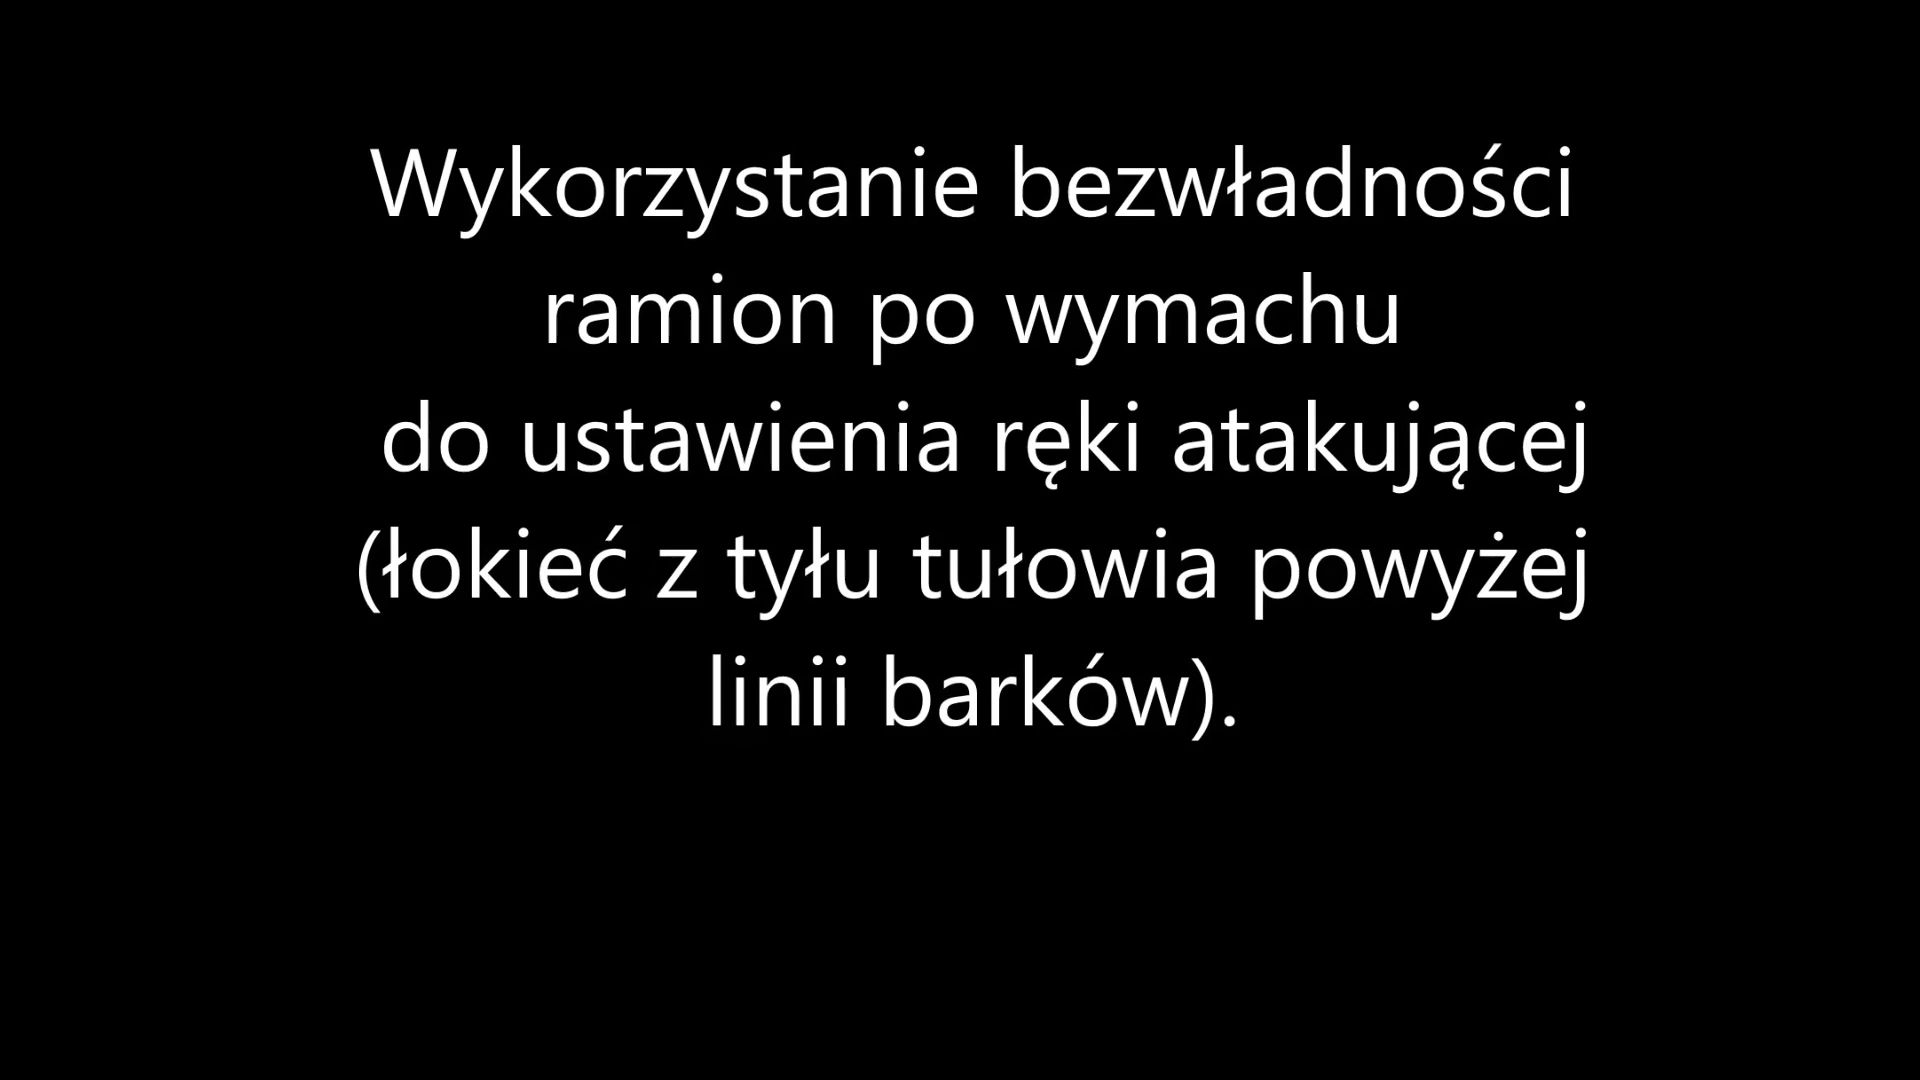 Wykorzystanie bezwładności
ramion po wymachu
do ustawienia ręki atakującej
(łokieć z tyłu tułowia powyżej
linii barków).